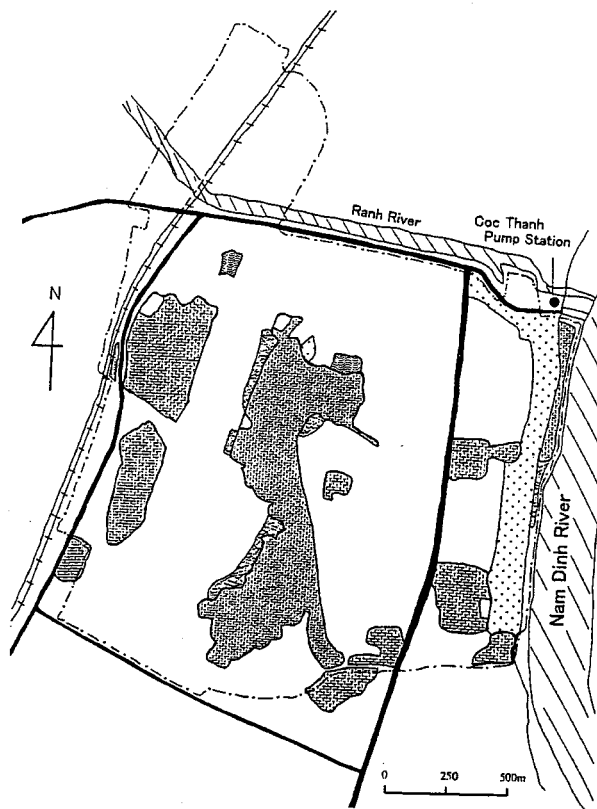 Ranh River
Coc Thanh
Pump Station
N
Nam Dinh River
0 250 500m